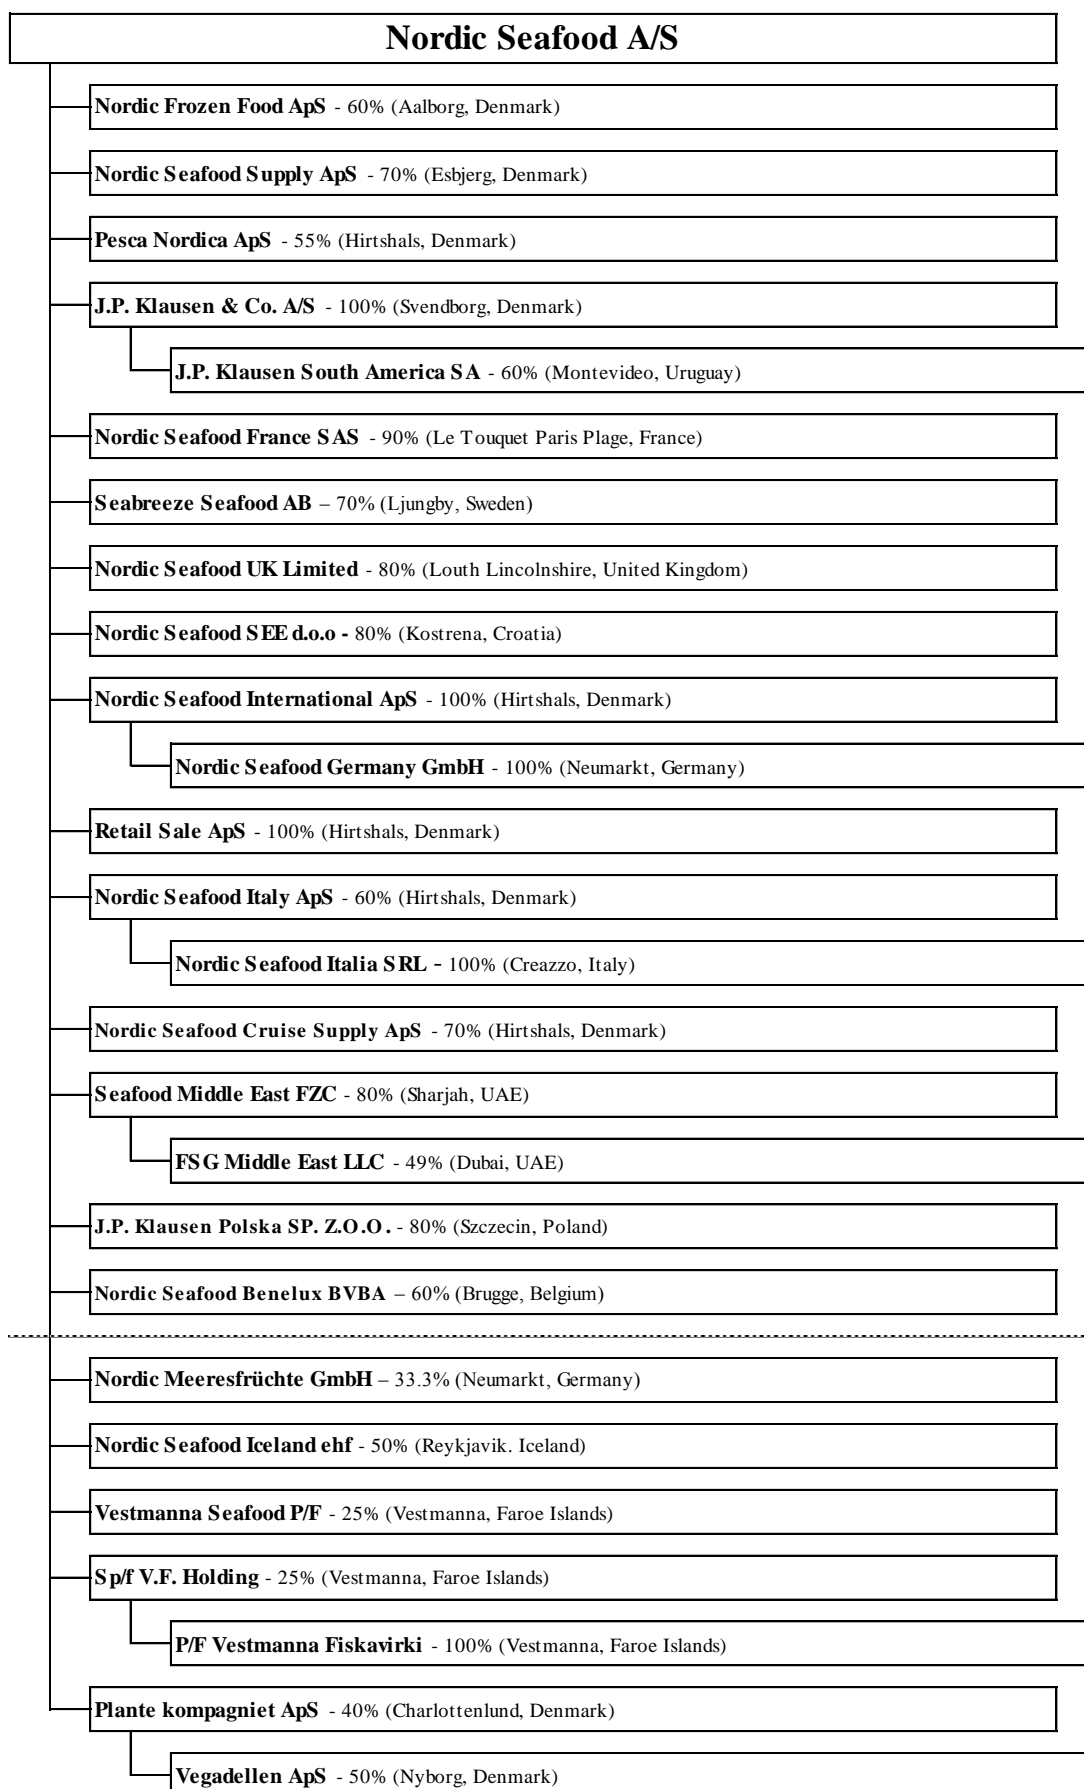 Nordic Seafood A/S
Nordic Frozen Food ApS - 60% (Aalborg, Denmark)
Nordic Seafood Supply ApS - 70% (Esbjerg, Denmark)
Pesca Nordica ApS - 55% (Hirtshals, Denmark)
J.P. Klausen & Co. A/S - 100% (Svendborg, Denmark)
J.P. Klausen South America SA - 60% (Montevideo, Uruguay)
Nordic Seafood France SAS - 90% (Le Touquet Paris Plage, France)
Seabreeze Seafood AB – 70% (Ljungby, Sweden)
Nordic Seafood UK Limited - 80% (Louth Lincolnshire, United Kingdom)
Nordic Seafood SEE d.o.o - 80% (Kostrena, Croatia)
Nordic Seafood International ApS - 100% (Hirtshals, Denmark)
Nordic Seafood Germany GmbH - 100% (Neumarkt, Germany)
Retail Sale ApS - 100% (Hirtshals, Denmark)
Nordic Seafood Italy ApS - 60% (Hirtshals, Denmark)
Nordic Seafood Italia SRL - 100% (Creazzo, Italy)
Nordic Seafood Cruise Supply ApS - 70% (Hirtshals, Denmark)
Seafood Middle East FZC - 80% (Sharjah, UAE)
FSG Middle East LLC - 49% (Dubai, UAE)
J.P. Klausen Polska SP. Z.O.O. - 80% (Szczecin, Poland)
Nordic Seafood Benelux BVBA – 60% (Brugge, Belgium)
Nordic Meeresfrüchte GmbH – 33.3% (Neumarkt, Germany)
Nordic Seafood Iceland ehf - 50% (Reykjavik. Iceland)
Vestmanna Seafood P/F - 25% (Vestmanna, Faroe Islands)
Sp/f V.F. Holding - 25% (Vestmanna, Faroe Islands)
P/F Vestmanna Fiskavirki - 100% (Vestmanna, Faroe Islands)
Plante kompagniet ApS - 40% (Charlottenlund, Denmark)
Vegadellen ApS - 50% (Nyborg, Denmark)